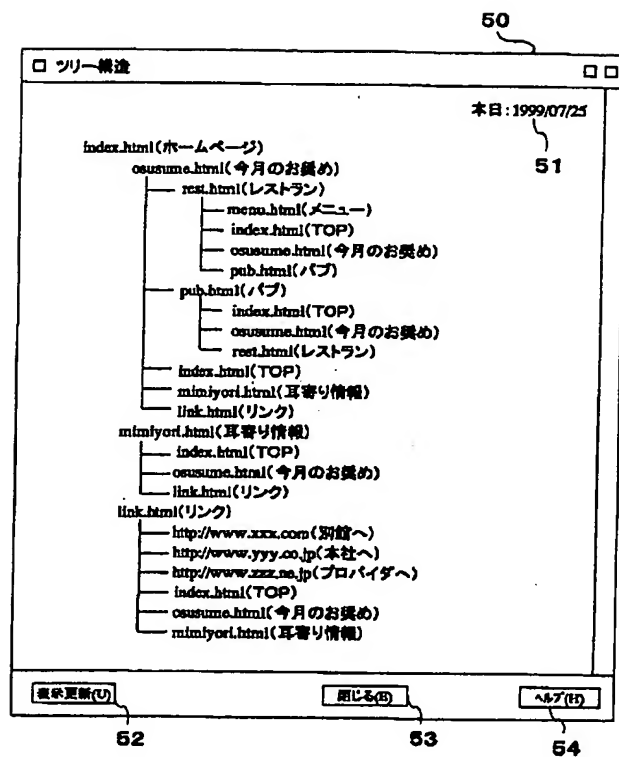 50
ツリー構造
本日:1999/07/25
51
index.html(ホームページ)
osusume.html(今月のお奨め)
rest.html(レストラン)
menu.html(メニュー)
index.html(TOP)
osusume.html(今月のお奨め)
pub.html(パブ)
pub.html(パブ)
index.html(TOP)
osusume.html(今月のお奨め)
rest.html(レストラン)
index.html(TOP)
mimiyori.html(耳寄り情報)
link.html(リンク)
mimiyori.html(耳寄り情報)
index.html(TOP)
osusume.html(今月のお奨め)
link.html(リンク)
link.html(リンク)
http://www.xxx.com(別館へ)
http://www.yyy.co.jp(本社へ)
http://www.zzz.ne.jp(プロバイダへ)
index.html(TOP)
osusume.html(今月のお奨め)
mimiyori.html(耳寄り情報)
表示更新(U) 閉じる(E) ヘルプ(H)
52 53 54